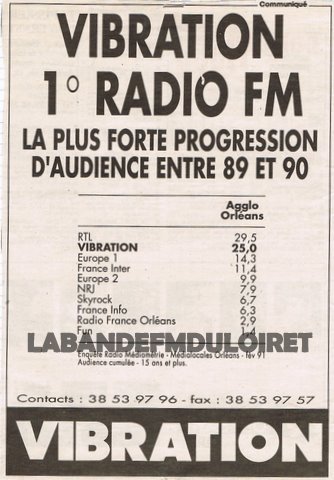 Communiqué
VIBRATION
1° RADIO FM
LA PLUS FORTE PROGRESSION
D'AUDIENCE ENTRE 89 ET 90
Agglo
Orléans
RTL 29,5
VIBRATION 25,0
Europe 1 14,3
France Inter 11,4
Europe 2 9,9
NRJ 7,9
Skyrock 6,7
France Info 6,3
Radio France Orléans 2,9
Fun 1,4
LABANDEFMDULOIRET
Enquête Radio Médiamétrie - Médialocales Orléans - fév 91
Audience cumulée - 15 ans et plus.
Contacts : 38 53 97 96 - fax : 38 53 97 57
VIBRATION